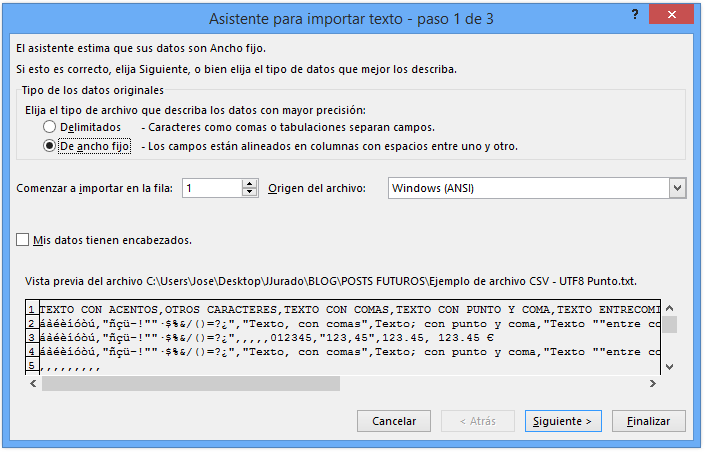 Asistente para importar texto - paso 1 de 3
?
El asistente estima que sus datos son Ancho fijo.
Si esto es correcto, elija Siguiente, o bien elija el tipo de datos que mejor los describa.
Tipo de los datos originales
Elija el tipo de archivo que describa los datos con mayor precisión:
Delimitados - Caracteres como comas o tabulaciones separan campos.
De ancho fijo - Los campos están alineados en columnas con espacios entre uno y otro.
Comenzar a importar en la fila: 1 Origen del archivo: Windows (ANSI)
Mis datos tienen encabezados.
Vista previa del archivo C:\Users\Jose\Desktop\JJurado\BLOG\POSTS FUTUROS\Ejemplo de archivo CSV - UTF8 Punto.txt.
1 TEXTO CON ACENTOS,OTROS CARACTERES,TEXTO CON COMAS,TEXTO CON PUNTO Y COMA,TEXTO ENTRECOMI
2 áàéèíóòú,"ñçü-!""·$%&/()=?¿","Texto, con comas",Texto; con punto y coma,"Texto ""entre co
3 áàéèíóòú,"ñçü-!""·$%&/()=?¿",,,,,012345,"123,45",123.45, 123.45 €
4 áàéèíóòú,"ñçü-!""·$%&/()=?¿","Texto, con comas",Texto; con punto y coma,"Texto ""entre co
5 ,,,,,,,,,
Cancelar < Atrás Siguiente > Finalizar